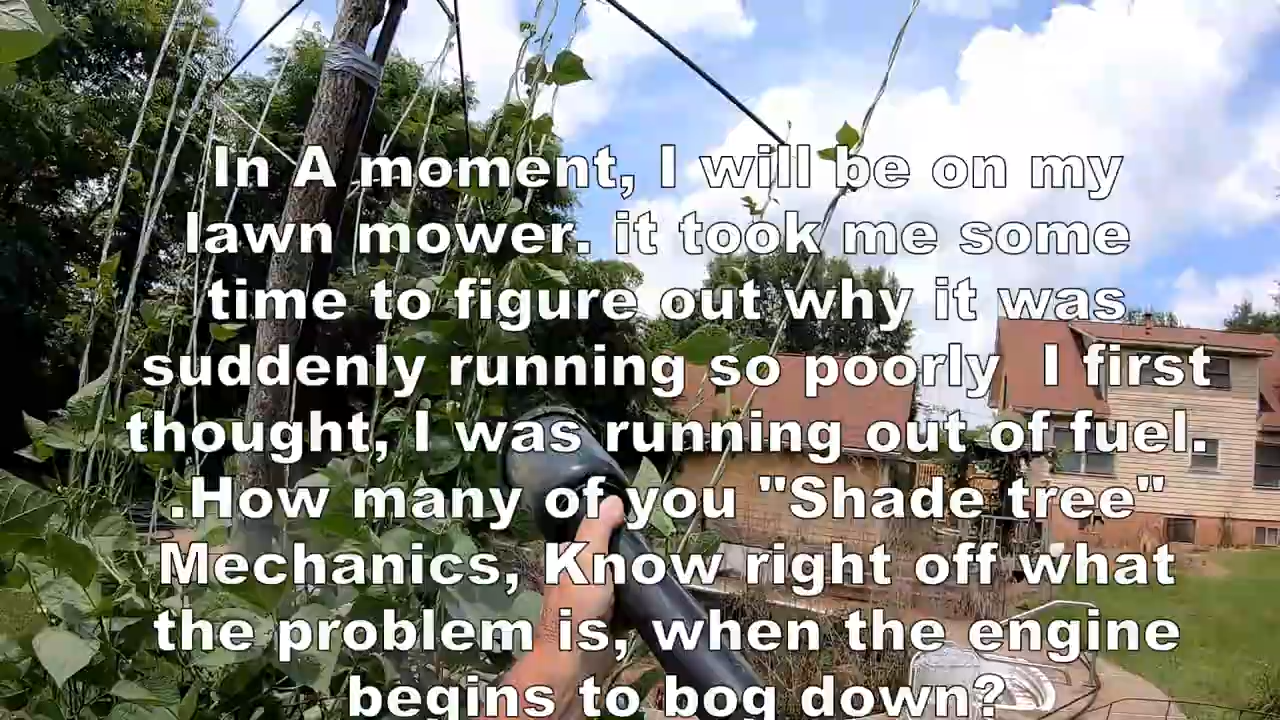 In A moment, I will be on my
lawn mower. it took me some
time to figure out why it was
suddenly running so poorly  I first
thought, I was running out of fuel.
.How many of you "Shade tree"
Mechanics, Know right off what
the problem is, when the engine
begins to bog down?